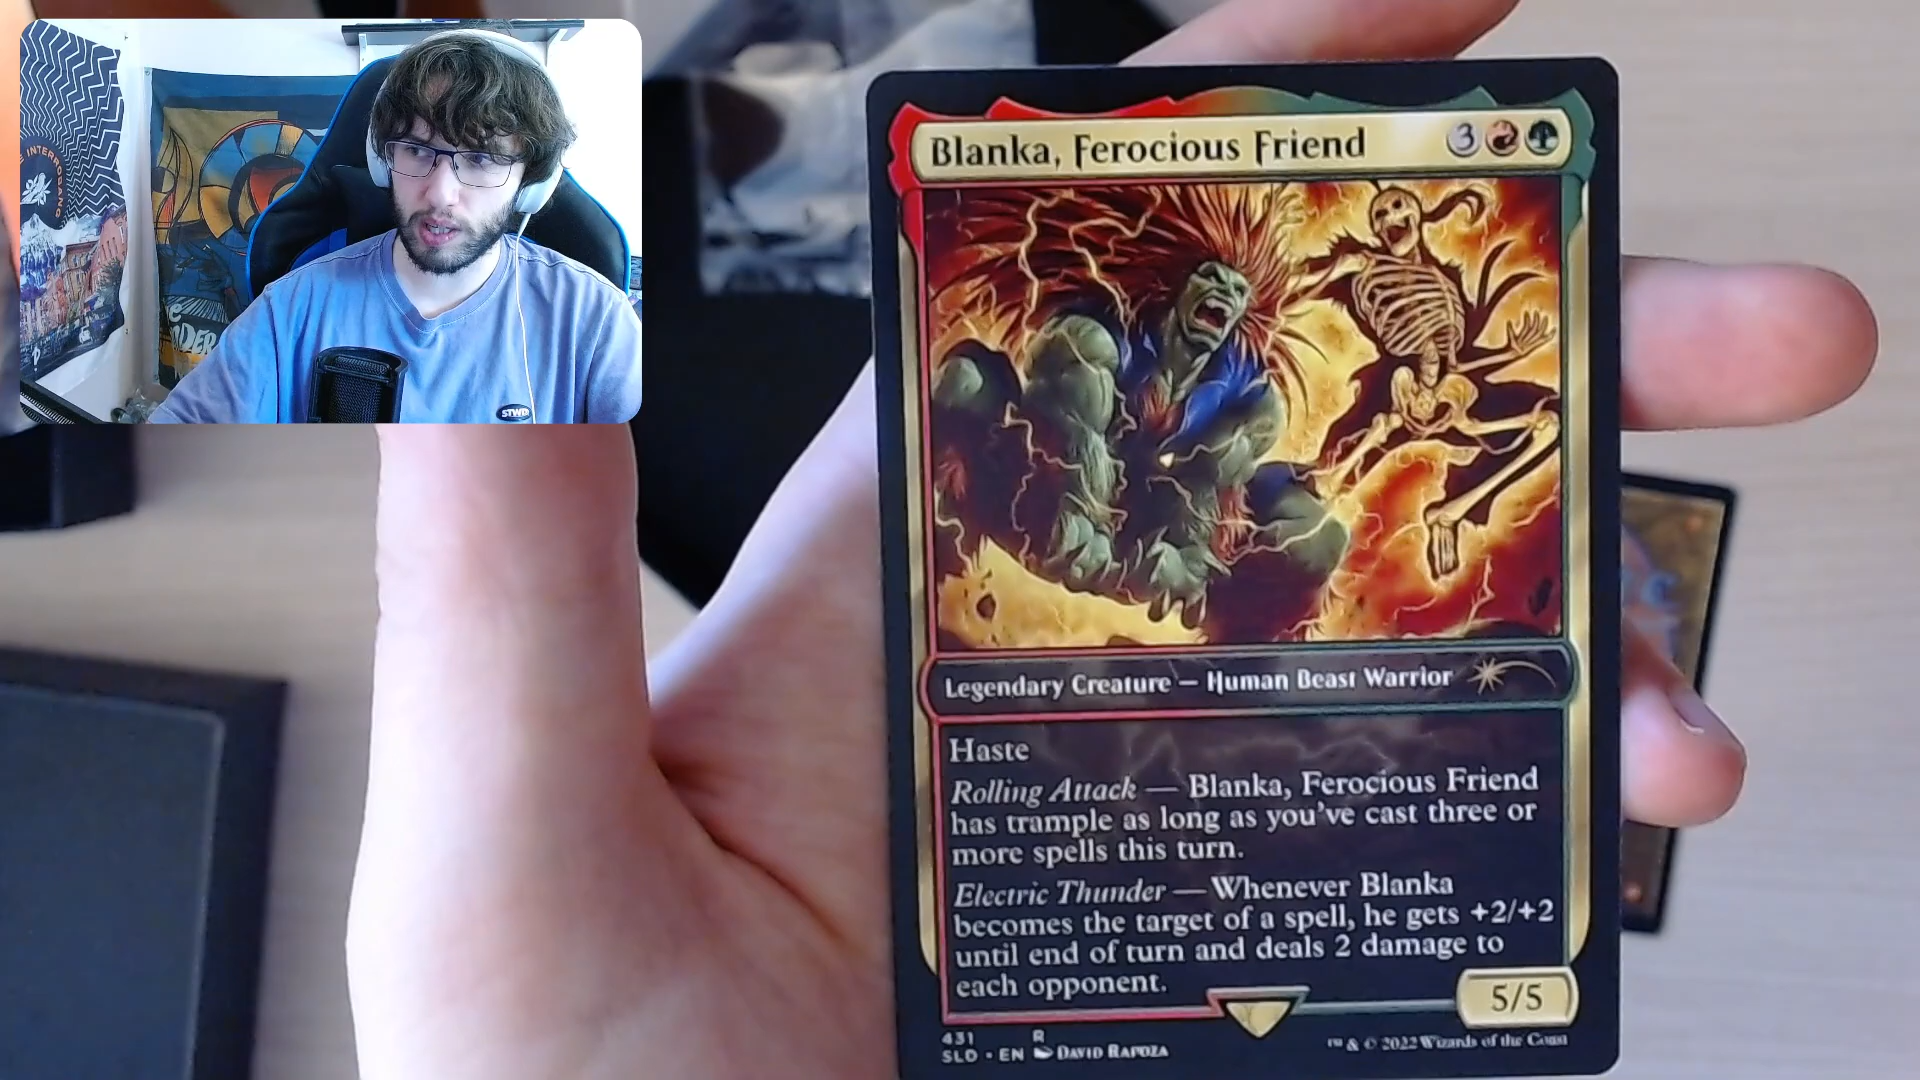 E INTERROBANG
STWD
Blanka, Ferocious Friend
3
Legendary Creature — Human Beast Warrior
Haste
Rolling Attack — Blanka, Ferocious Friend
has trample as long as you've cast three or
more spells this turn.
Electric Thunder — Whenever Blanka
becomes the target of a spell, he gets +2/+2
until end of turn and deals 2 damage to
each opponent.
5/5
431 R
SLD • EN DAVID RAPOZA
™ & © 2022 Wizards of the Coast